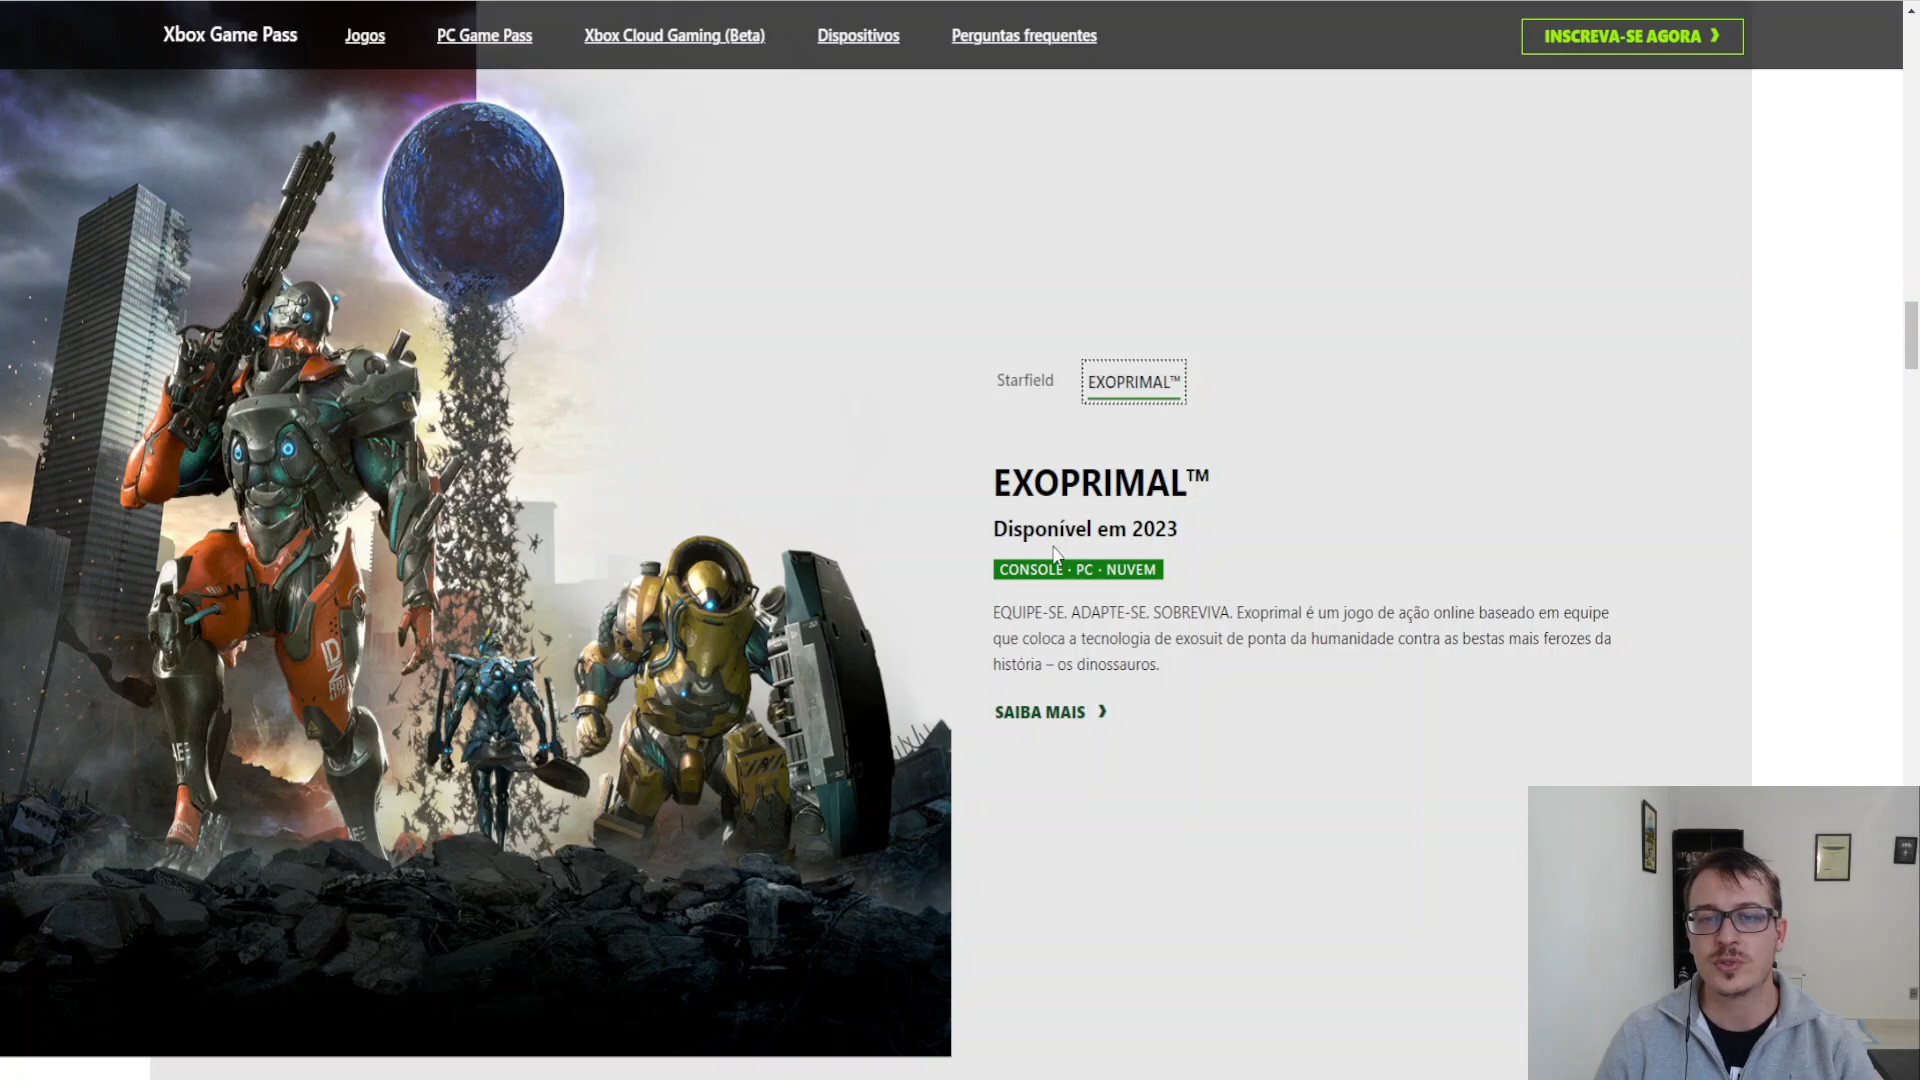 Xbox Game Pass
Jogos
PC Game Pass
Xbox Cloud Gaming (Beta)
Dispositivos
Perguntas frequentes
INSCREVA-SE AGORA
Starfield
EXOPRIMAL™
EXOPRIMAL™
Disponível em 2023
CONSOLE · PC · NUVEM
EQUIPE-SE. ADAPTE-SE. SOBREVIVA. Exoprimal é um jogo de ação online baseado em equipe
que coloca a tecnologia de exosuit de ponta da humanidade contra as bestas mais ferozes da
história – os dinossauros.
SAIBA MAIS